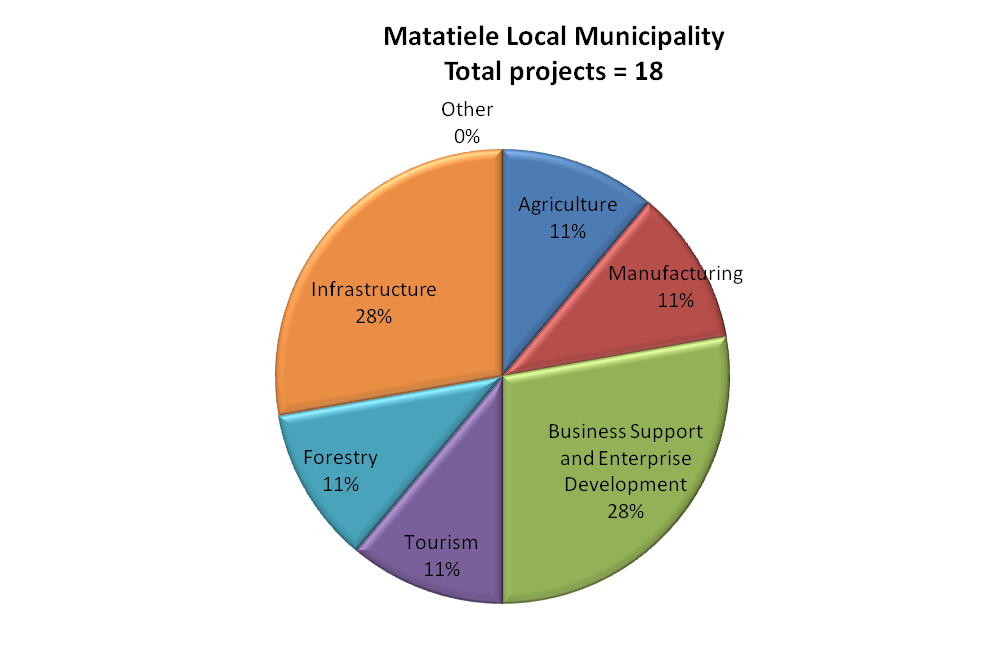 Matatiele Local Municipality
Total projects = 18
Other
0%
Agriculture
11%
Manufacturing
11%
Infrastructure
28%
Business Support
and Enterprise
Development
28%
Forestry
11%
Tourism
11%